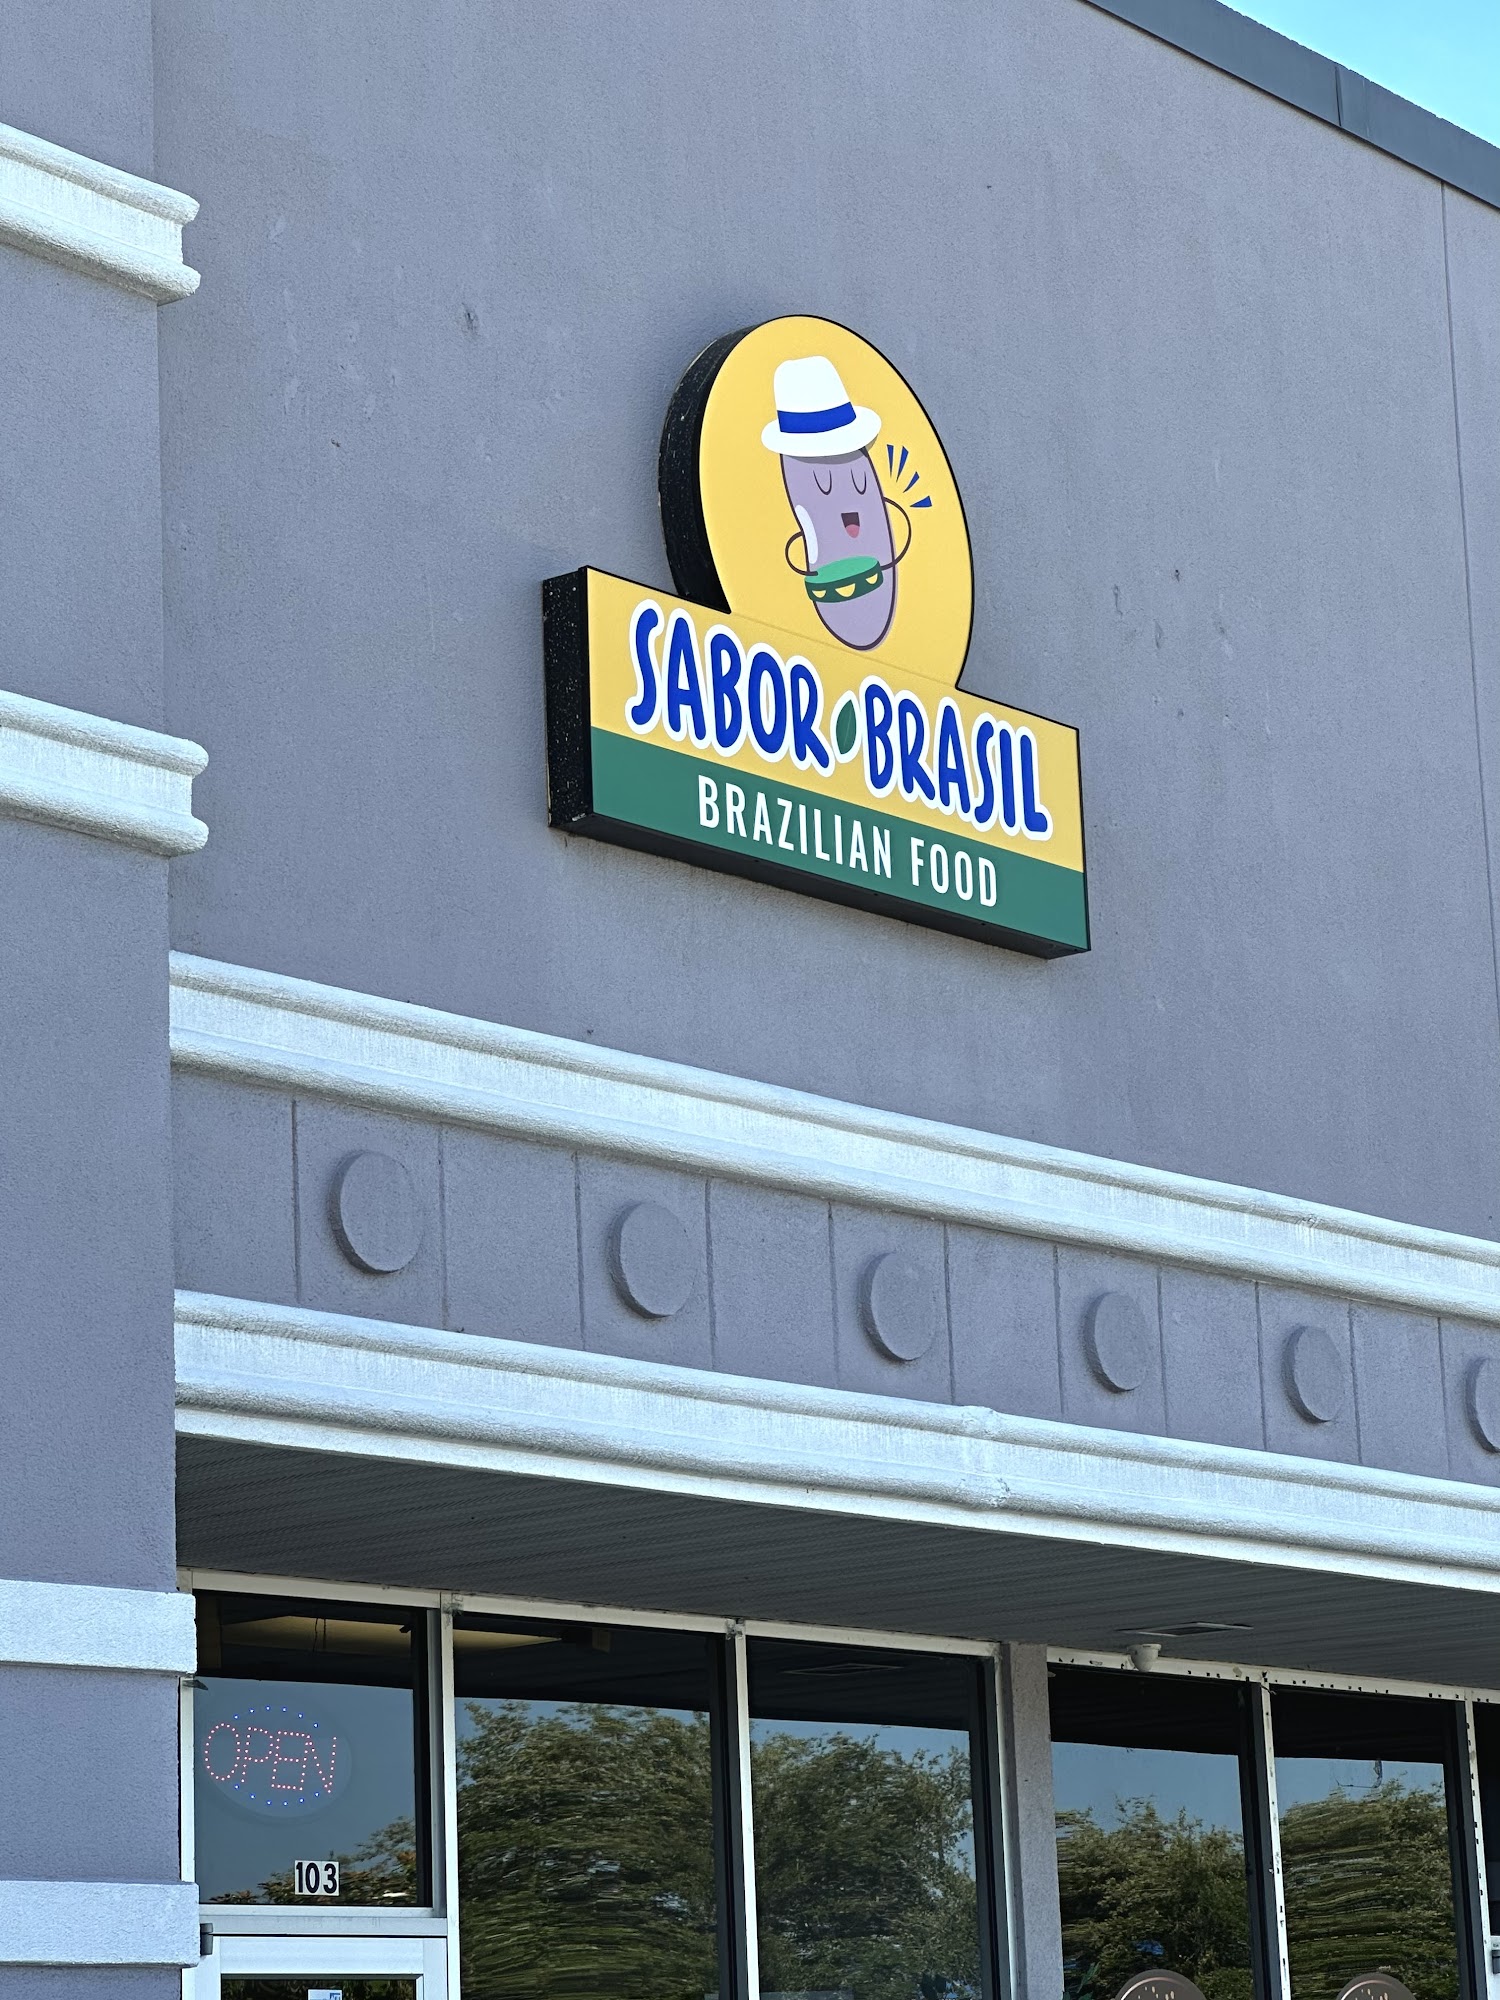 SABOR BRASIL
BRAZILIAN FOOD
OPEN
103